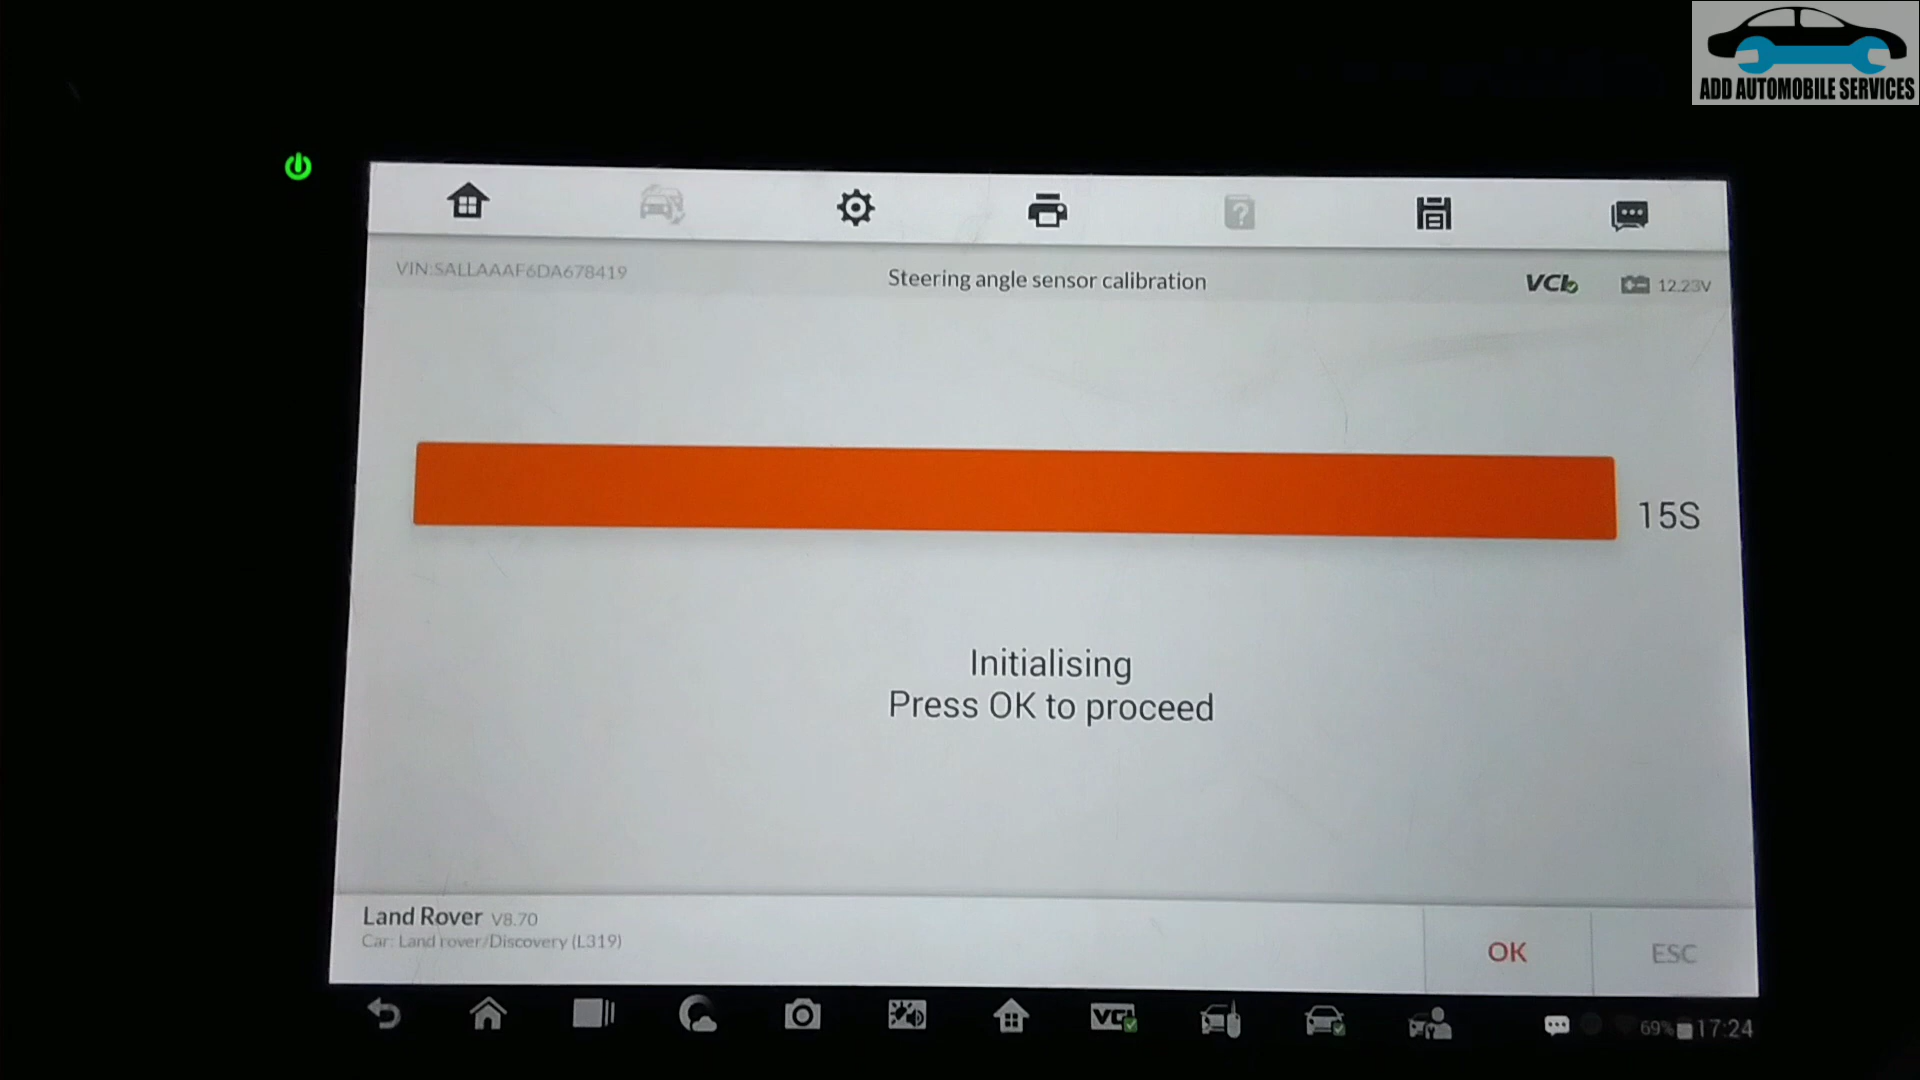 ADD AUTOMOBILE SERVICES
VIN:SALLAAAF6DA678419
Steering angle sensor calibration
VCI
12.23V
15S
Initialising
Press OK to proceed
Land Rover V8.70
Car: Land rover/Discovery (L319)
OK
ESC
VCI
69%
17:24